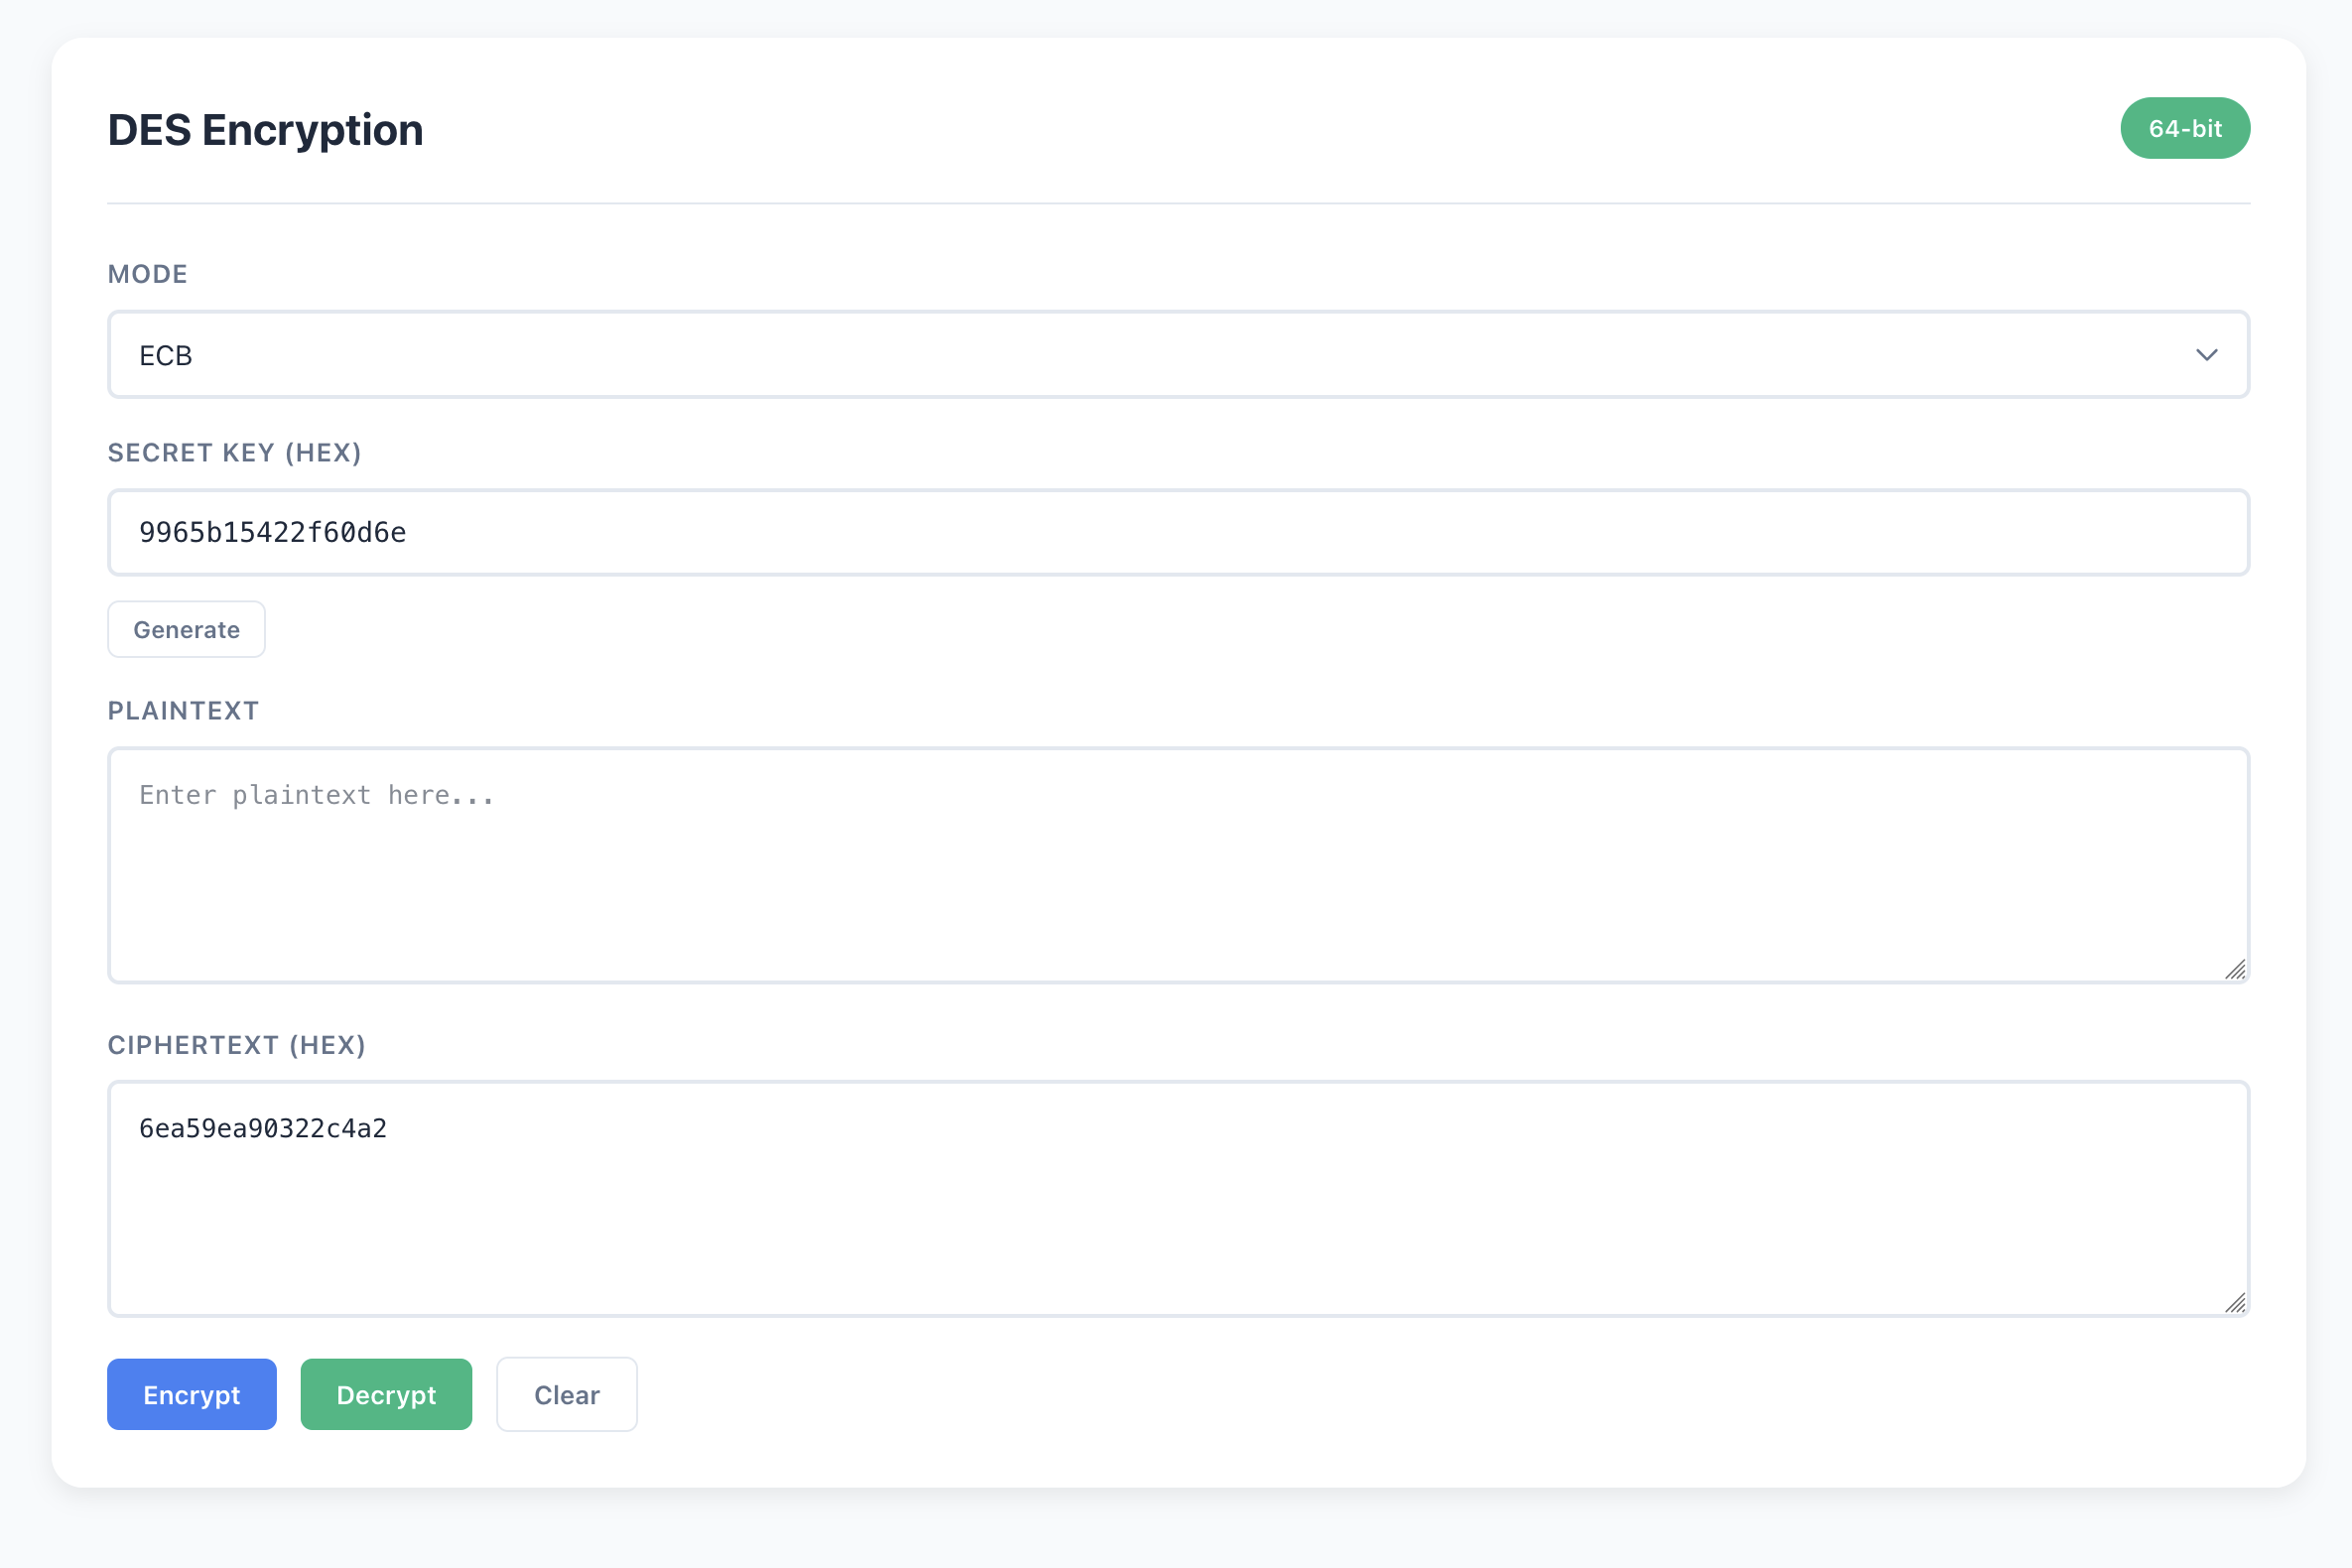 DES Encryption
64-bit
MODE
ECB
SECRET KEY (HEX)
9965b15422f60d6e
Generate
PLAINTEXT
Enter plaintext here...
CIPHERTEXT (HEX)
6ea59ea90322c4a2
Encrypt
Decrypt
Clear